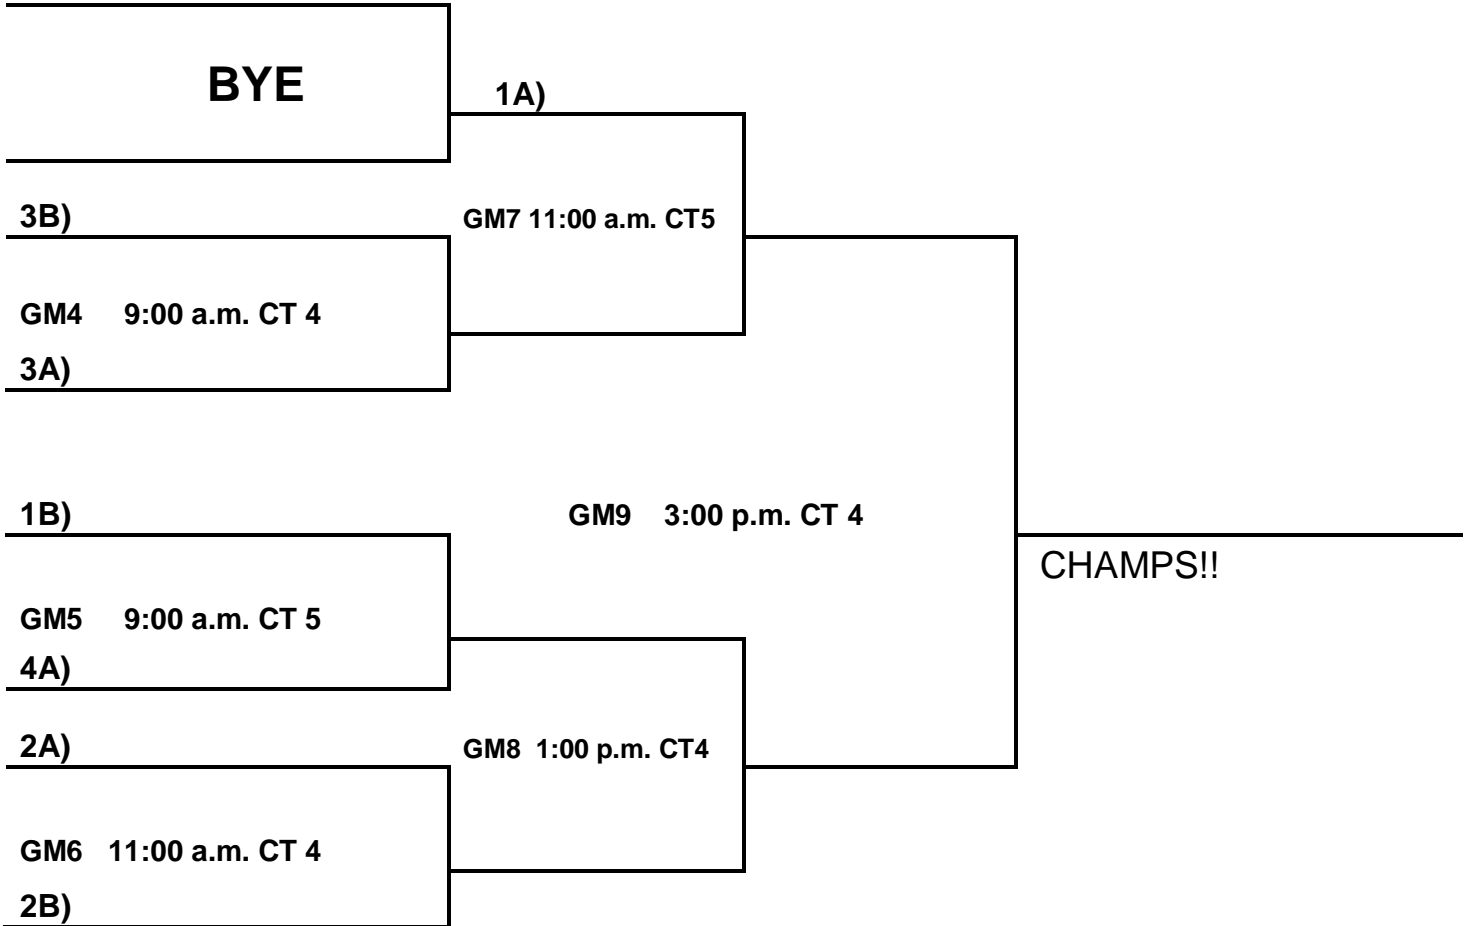 BYE
1A)
3B)
GM7 11:00 a.m. CT5
GM4 9:00 a.m. CT 4
3A)
1B)
GM9 3:00 p.m. CT 4
CHAMPS!!
GM5 9:00 a.m. CT 5
4A)
2A)
GM8 1:00 p.m. CT4
GM6 11:00 a.m. CT 4
2B)